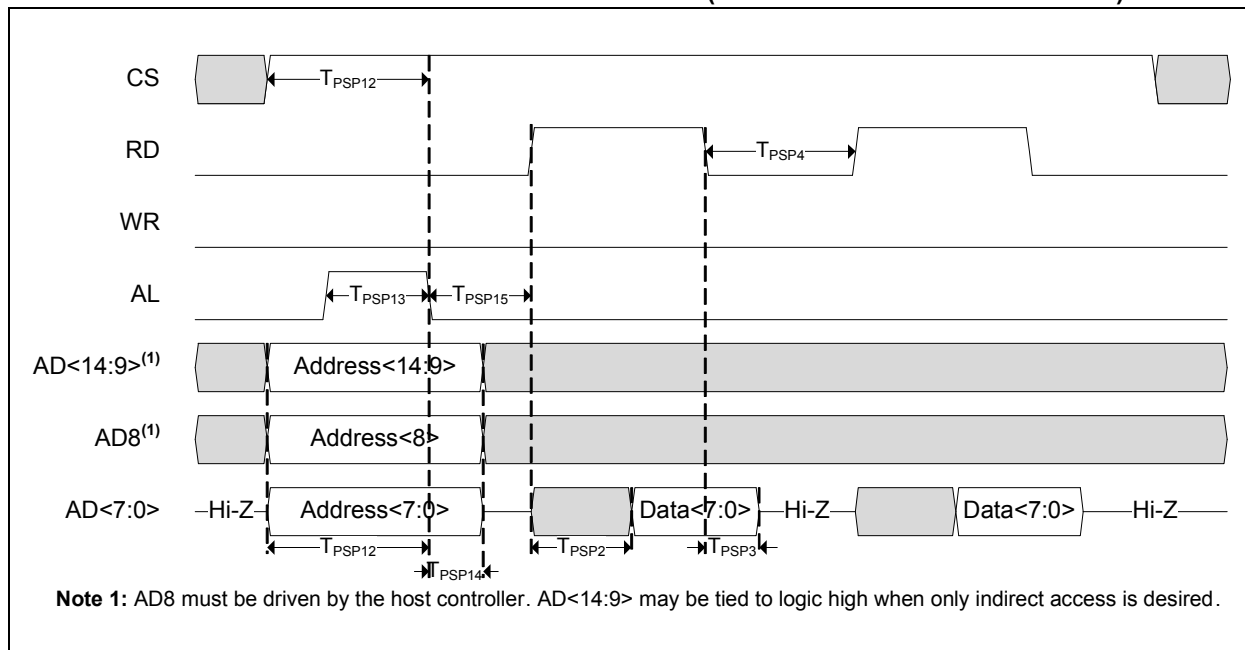 CS
TPSP12
RD
TPSP4
WR
AL
TPSP13
TPSP15
AD<14:9>(1)
Address<14:9>
AD8(1)
Address<8>
AD<7:0>
Hi-Z
Address<7:0>
Data<7:0>
Hi-Z
Data<7:0>
Hi-Z
TPSP12
TPSP14
TPSP2
TPSP3
Note 1: AD8 must be driven by the host controller. AD<14:9> may be tied to logic high when only indirect access is desired.